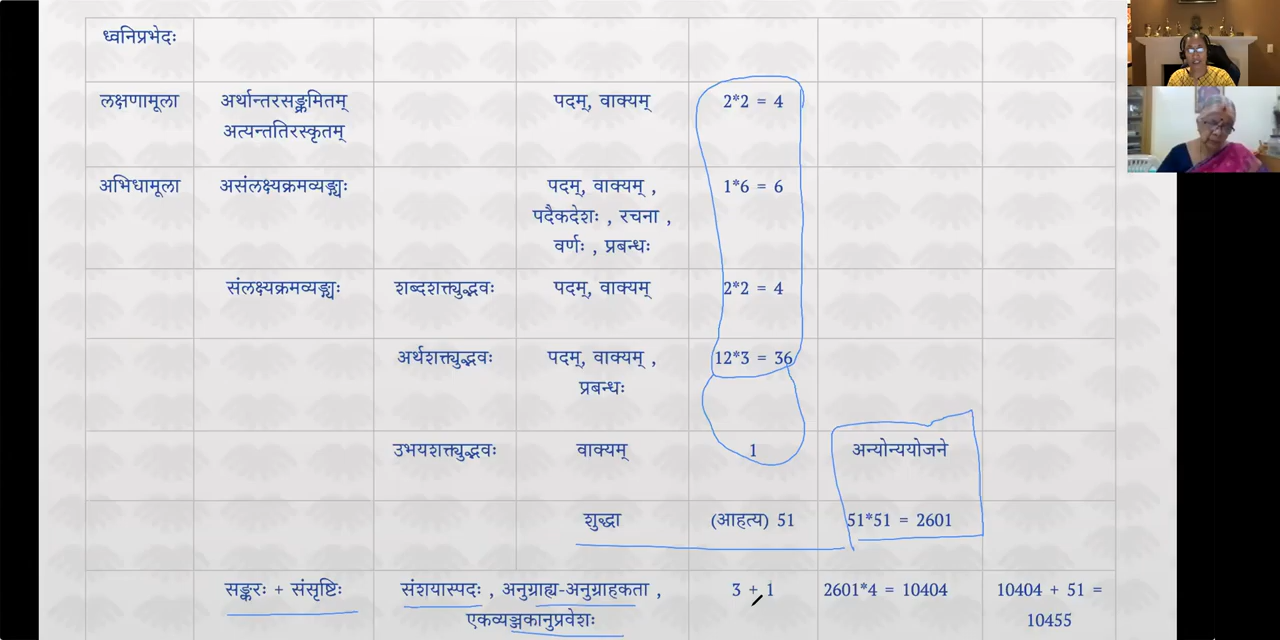 ध्वनिप्रभेदः
लक्षणामूला अर्थान्तरसङ्क्रमितम् पदम्, वाक्यम् 2*2 = 4
अत्यन्ततिरस्कृतम्
अभिधामूला असंलक्ष्यक्रमव्यङ्ग्यः पदम्, वाक्यम् , 1*6 = 6
पदैकदेशः , रचना ,
वर्णः , प्रबन्धः
संलक्ष्यक्रमव्यङ्ग्यः शब्दशक्त्युद्भवः पदम्, वाक्यम् 2*2 = 4
अर्थशक्त्युद्भवः पदम्, वाक्यम् , 12*3 = 36
प्रबन्धः
उभयशक्त्युद्भवः वाक्यम् 1 अन्योन्ययोजने
शुद्धा (आहत्य) 51 51*51 = 2601
सङ्करः + संसृष्टिः संशयास्पदः , अनुग्राह्य-अनुग्राहकता , 3 + 1 2601*4 = 10404 10404 + 51 =
एकव्यञ्जकानुप्रवेशः 10455